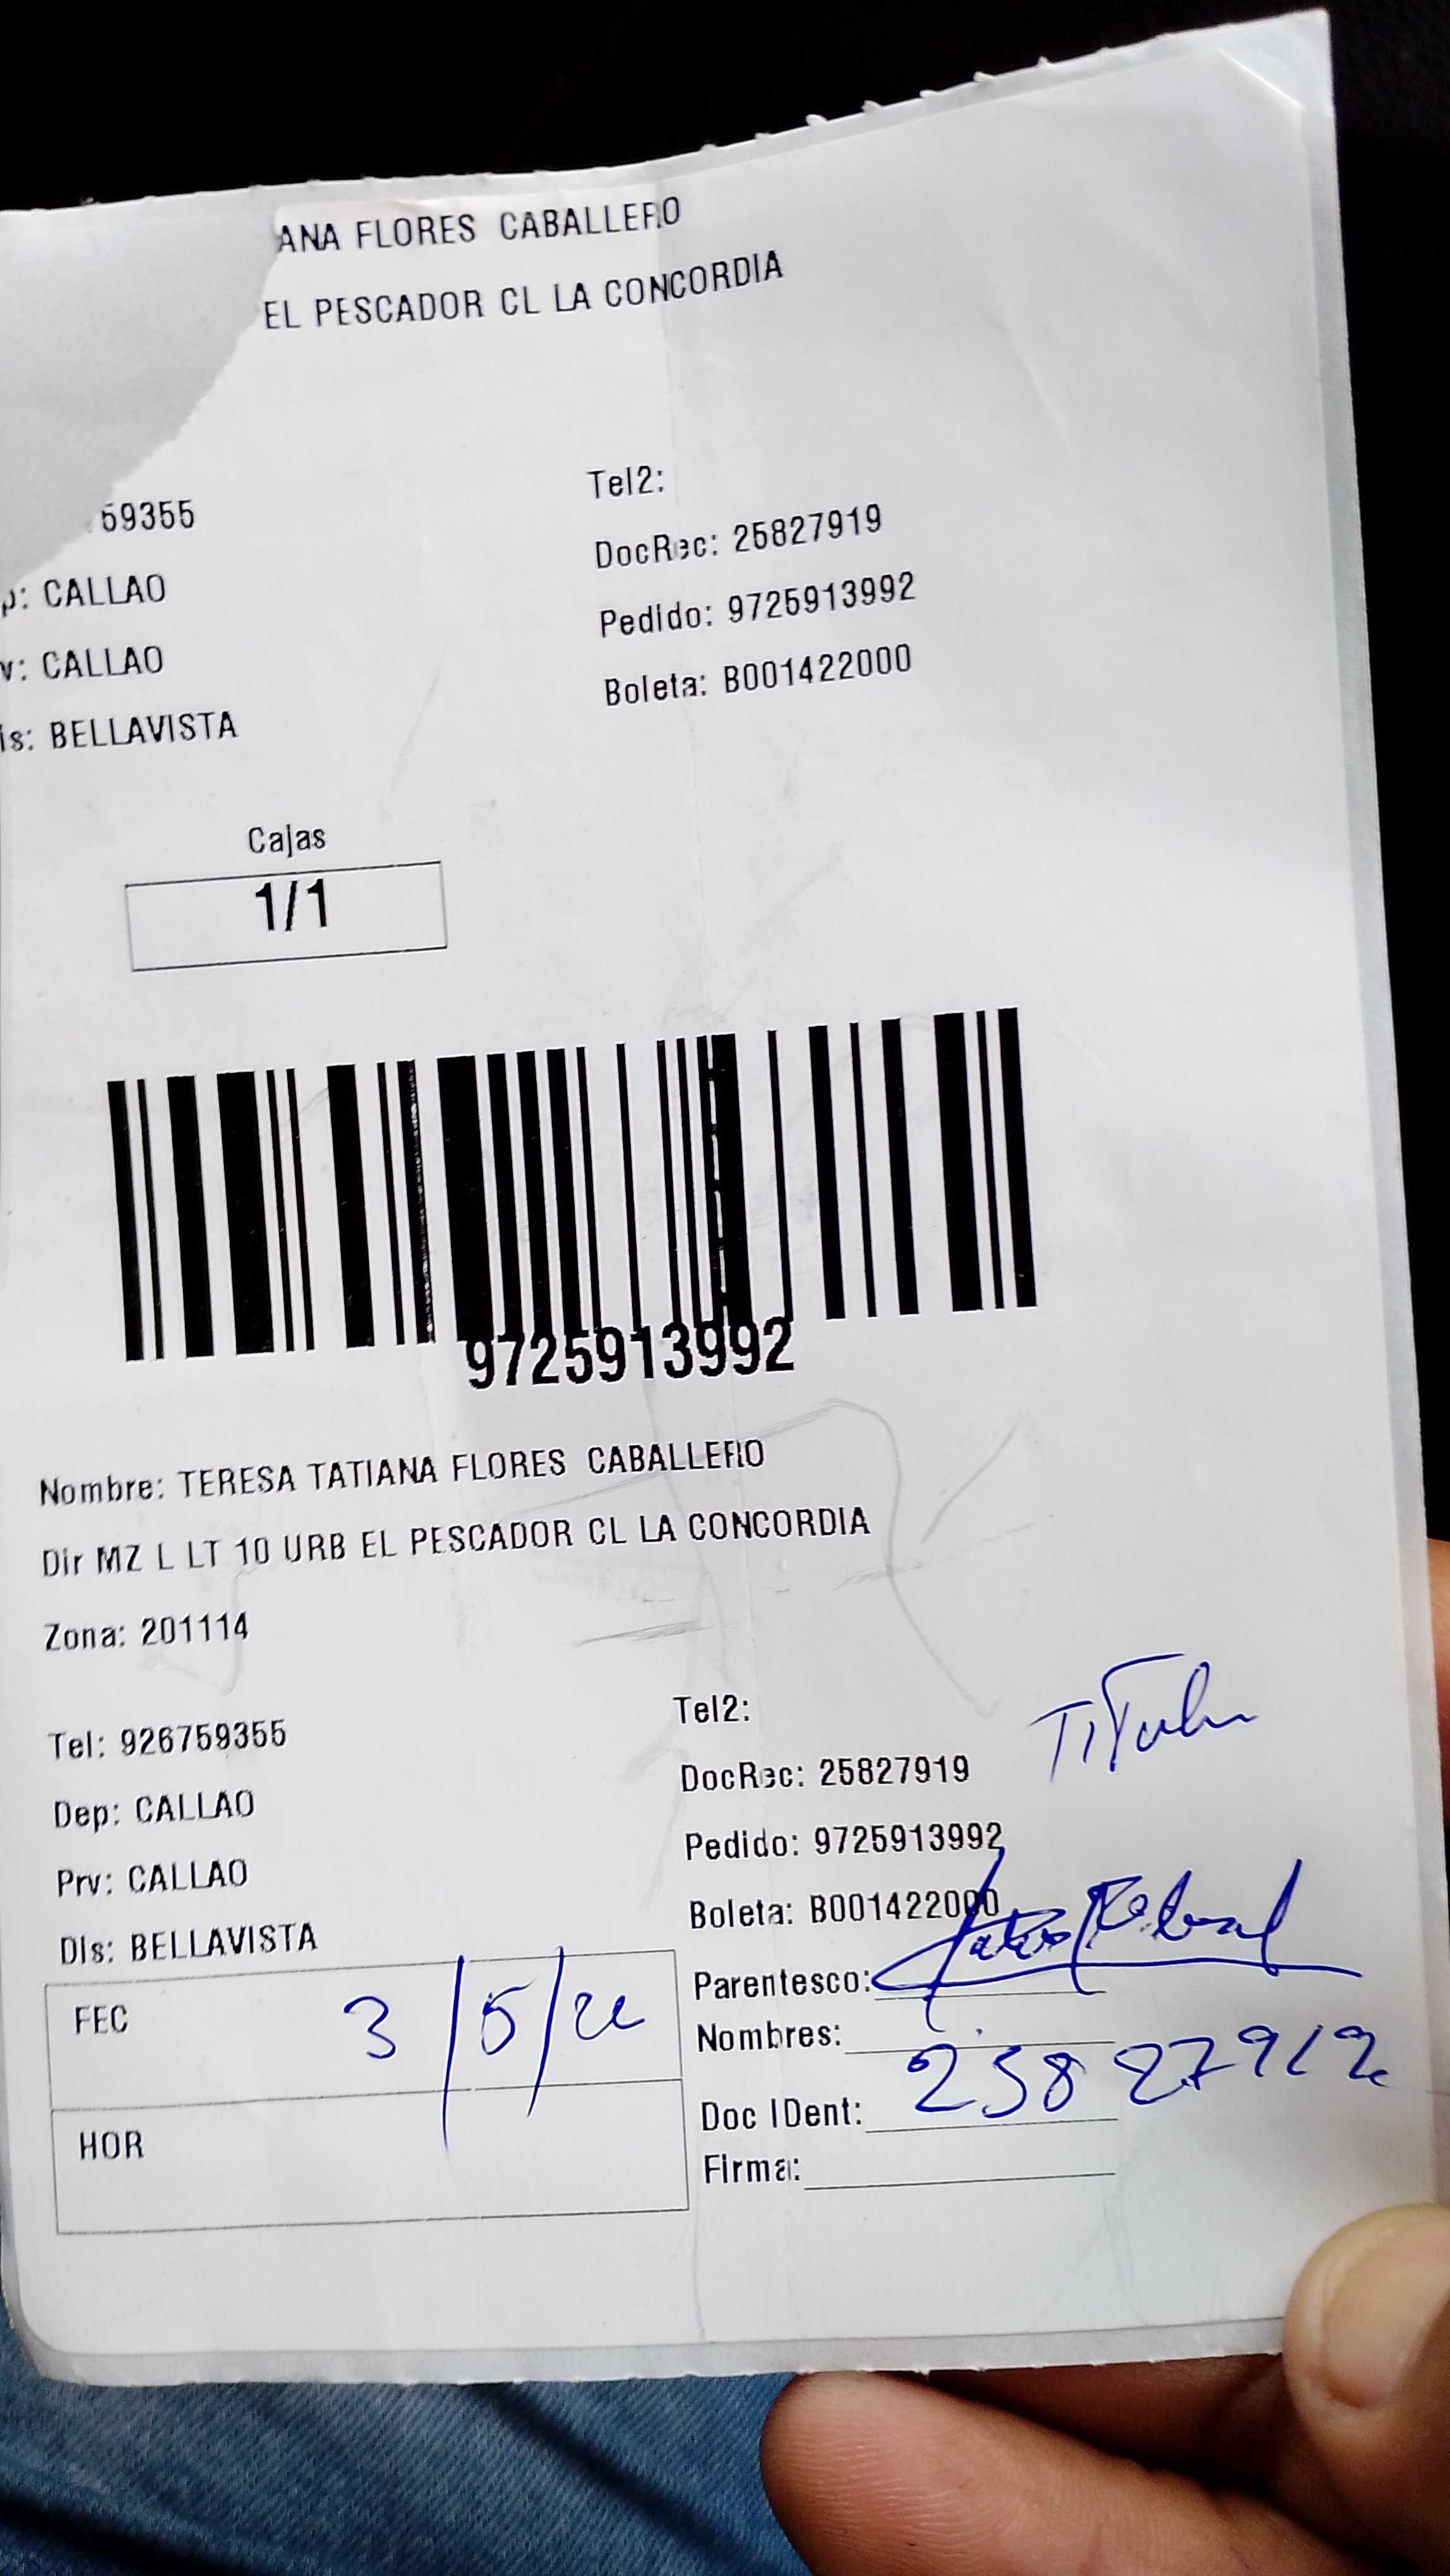 ANA FLORES CABALLERO
EL PESCADOR CL LA CONCORDIA
59355
Tel2:
p: CALLAO
DocRec: 25827919
v: CALLAO
Pedido: 9725913992
is: BELLAVISTA
Boleta: B001422000
Cajas
1/1
9725913992
Nombre: TERESA TATIANA FLORES CABALLERO
Dir MZ L LT 10 URB EL PESCADOR CL LA CONCORDIA
Zona: 201114
Tel: 926759355
Tel2:
Dep: CALLAO
DocRec: 25827919
Prv: CALLAO
Pedido: 9725913992
Dis: BELLAVISTA
Boleta: B001422000
FEC 3/5/22
Parentesco:
Nombres:
HOR
Doc IDent:
Firma: